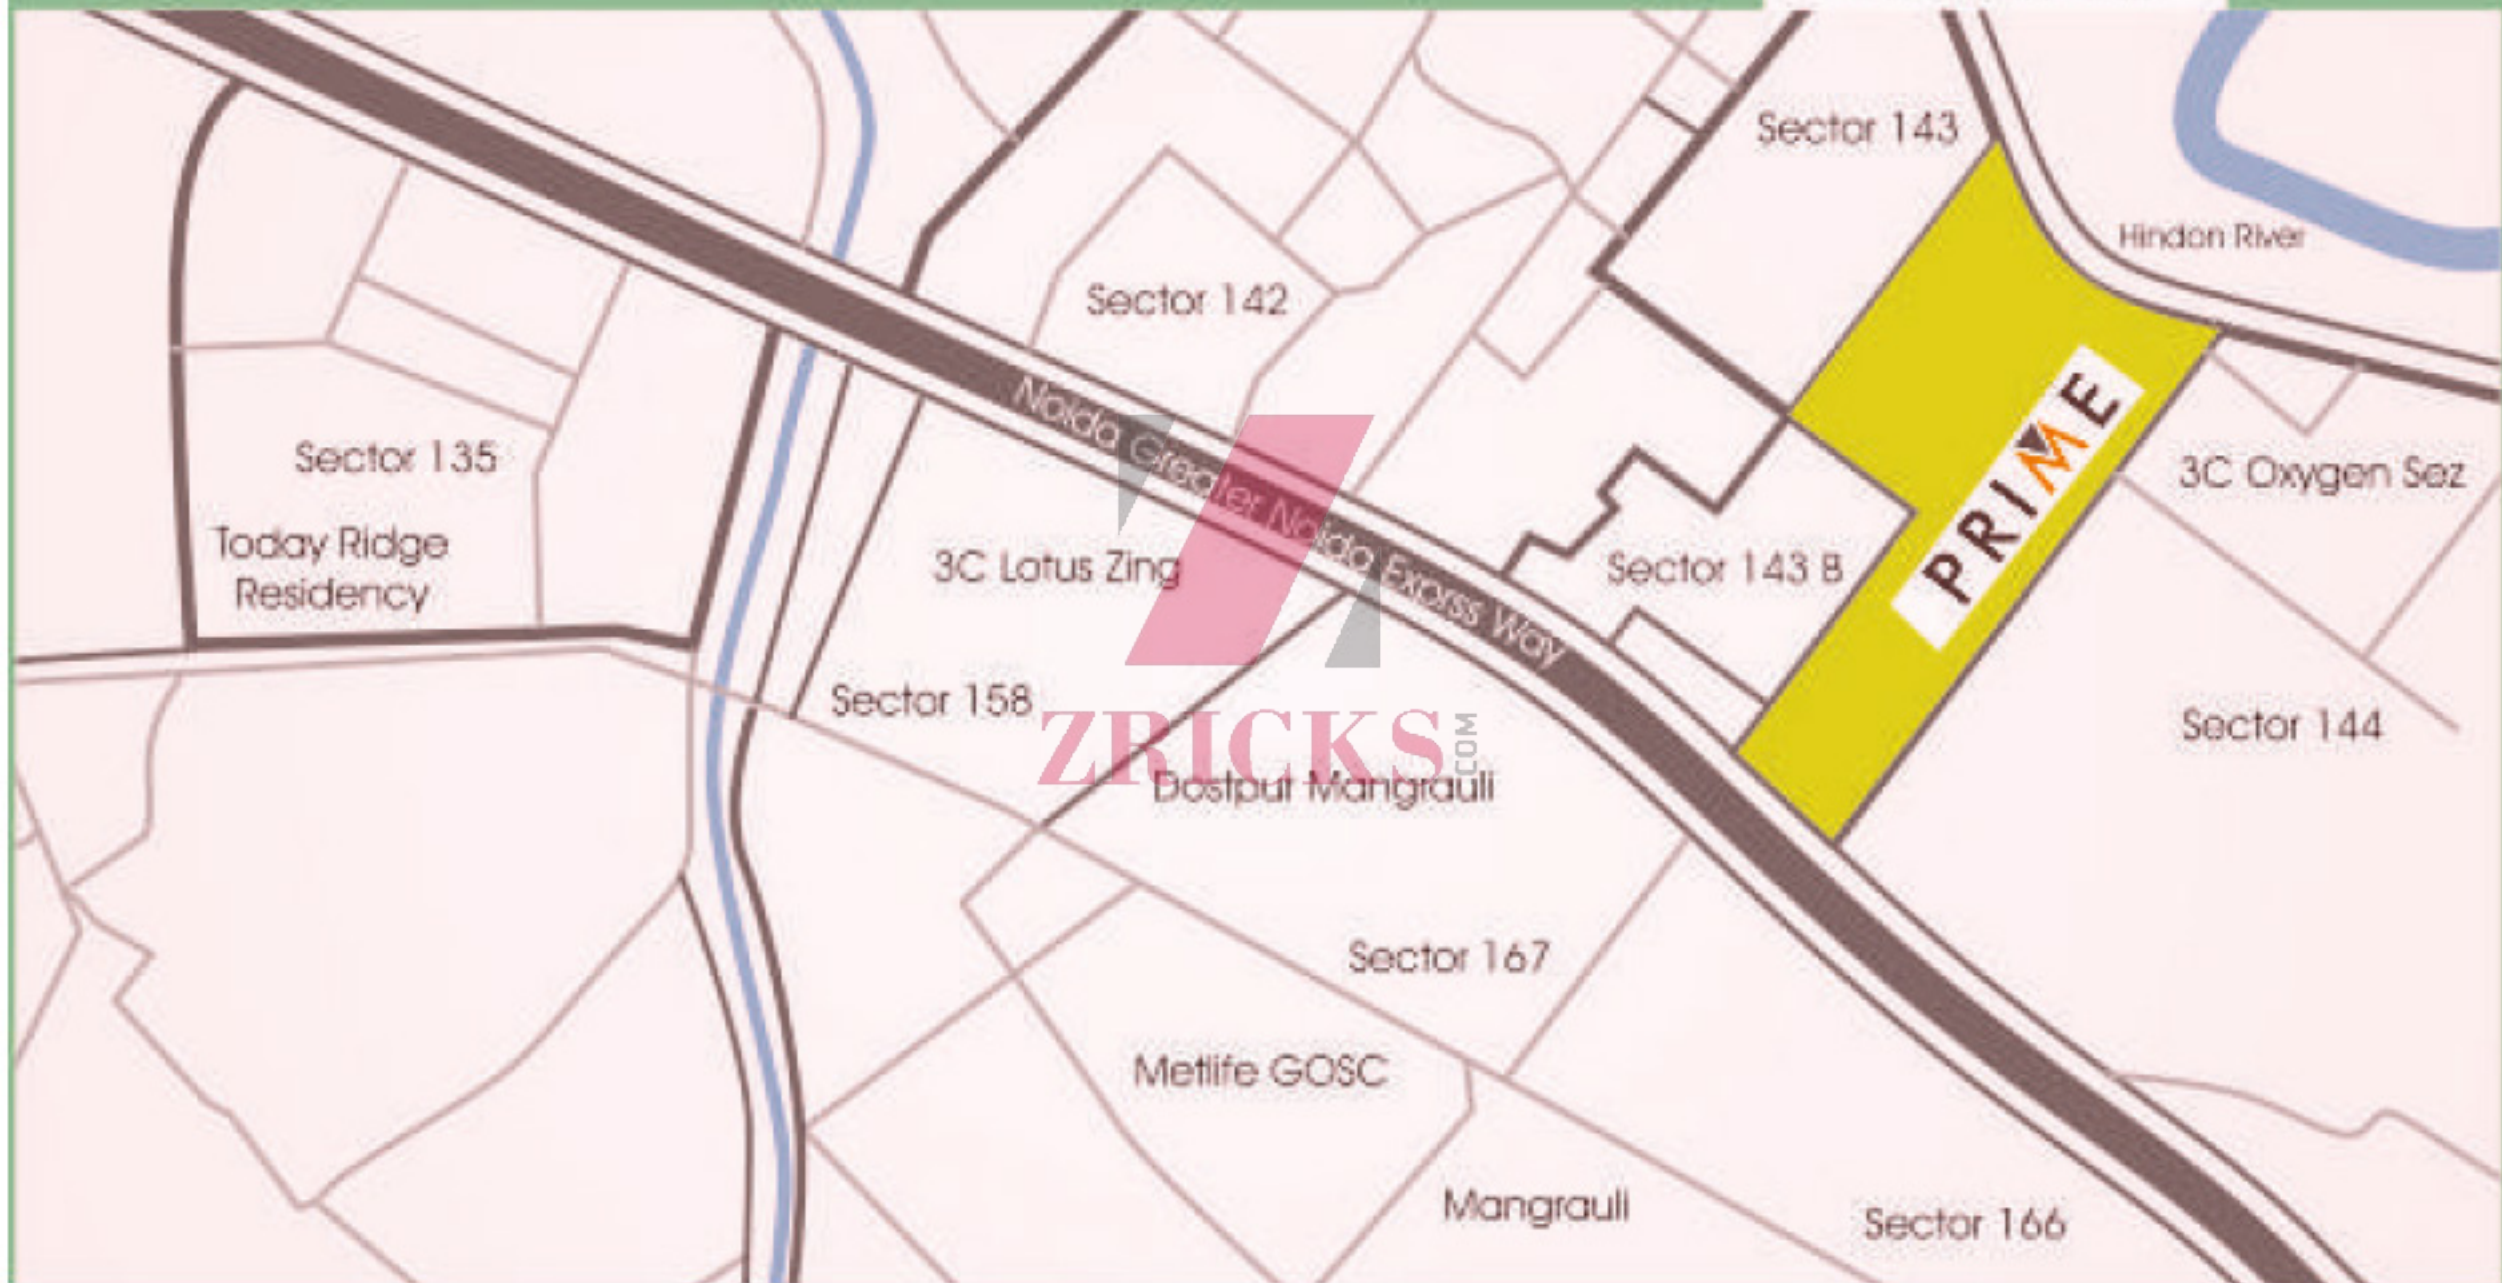 Sector 143
Hindon River
Sector 142
Noida Greater Noida Exprss Way
PRIME
Sector 135
3C Oxygen Sez
Today Ridge
Residency
3C Lotus Zing
Sector 143 B
Sector 158
ZRICKS
.COM
Sector 144
Dostput Mangrauli
Sector 167
Metlife GOSC
Mangrauli
Sector 166